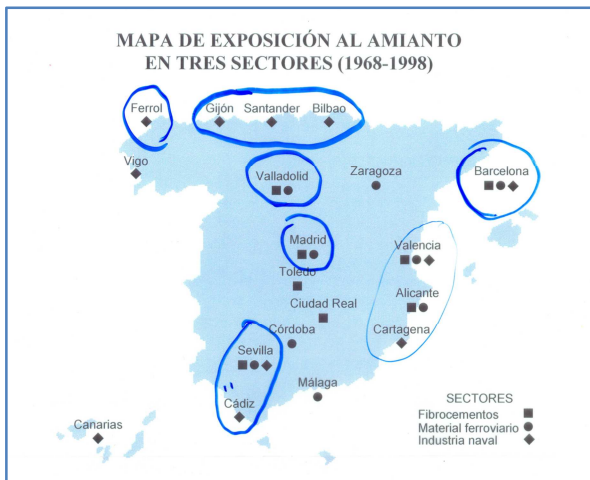 MAPA DE EXPOSICIÓN AL AMIANTO
EN TRES SECTORES (1968-1998)
Ferrol
Gijón
Santander
Bilbao
Vigo
Valladolid
Zaragoza
Barcelona
Madrid
Valencia
Toledo
Alicante
Ciudad Real
Córdoba
Cartagena
Sevilla
Málaga
Cádiz
Canarias
SECTORES
Fibrocementos
Material ferroviario
Industria naval